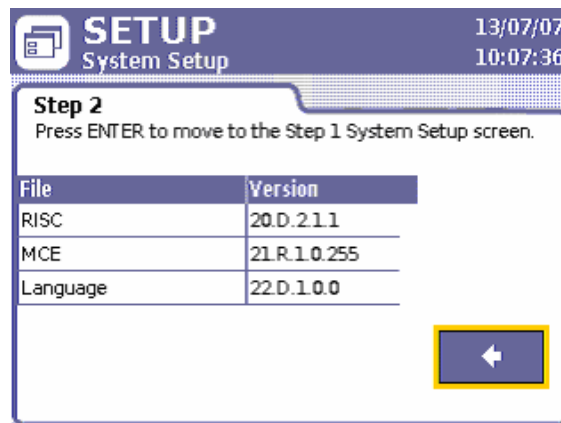 SETUP
System Setup
13/07/07
10:07:36
Step 2
Press ENTER to move to the Step 1 System Setup screen.
File Version
RISC 20.D.2.1.1
MCE 21.R.1.0.255
Language 22.D.1.0.0